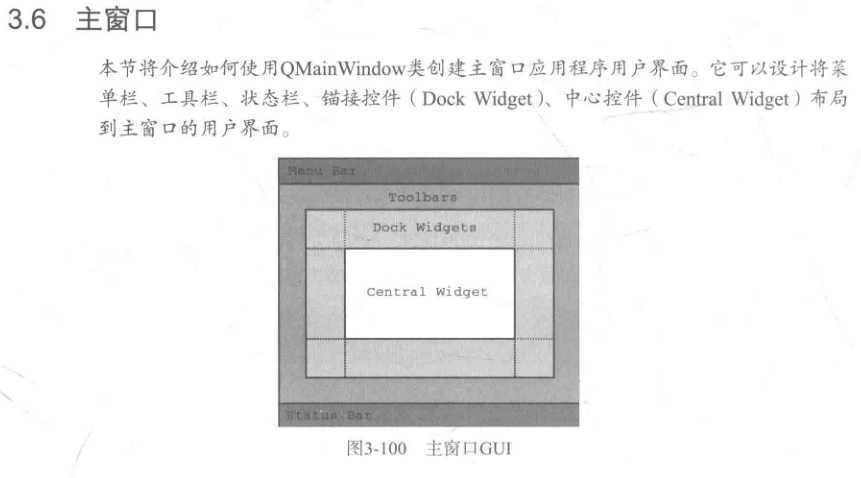 3.6 主窗口
本节将介绍如何使用QMainWindow类创建主窗口应用程序用户界面。它可以设计将菜
单栏、工具栏、状态栏、锚接控件（Dock Widget）、中心控件（Central Widget）布局
到主窗口的用户界面。
Menu Bar
Toolbars
Dock Widgets
Central Widget
Status Bar
图3-100 主窗口GUI